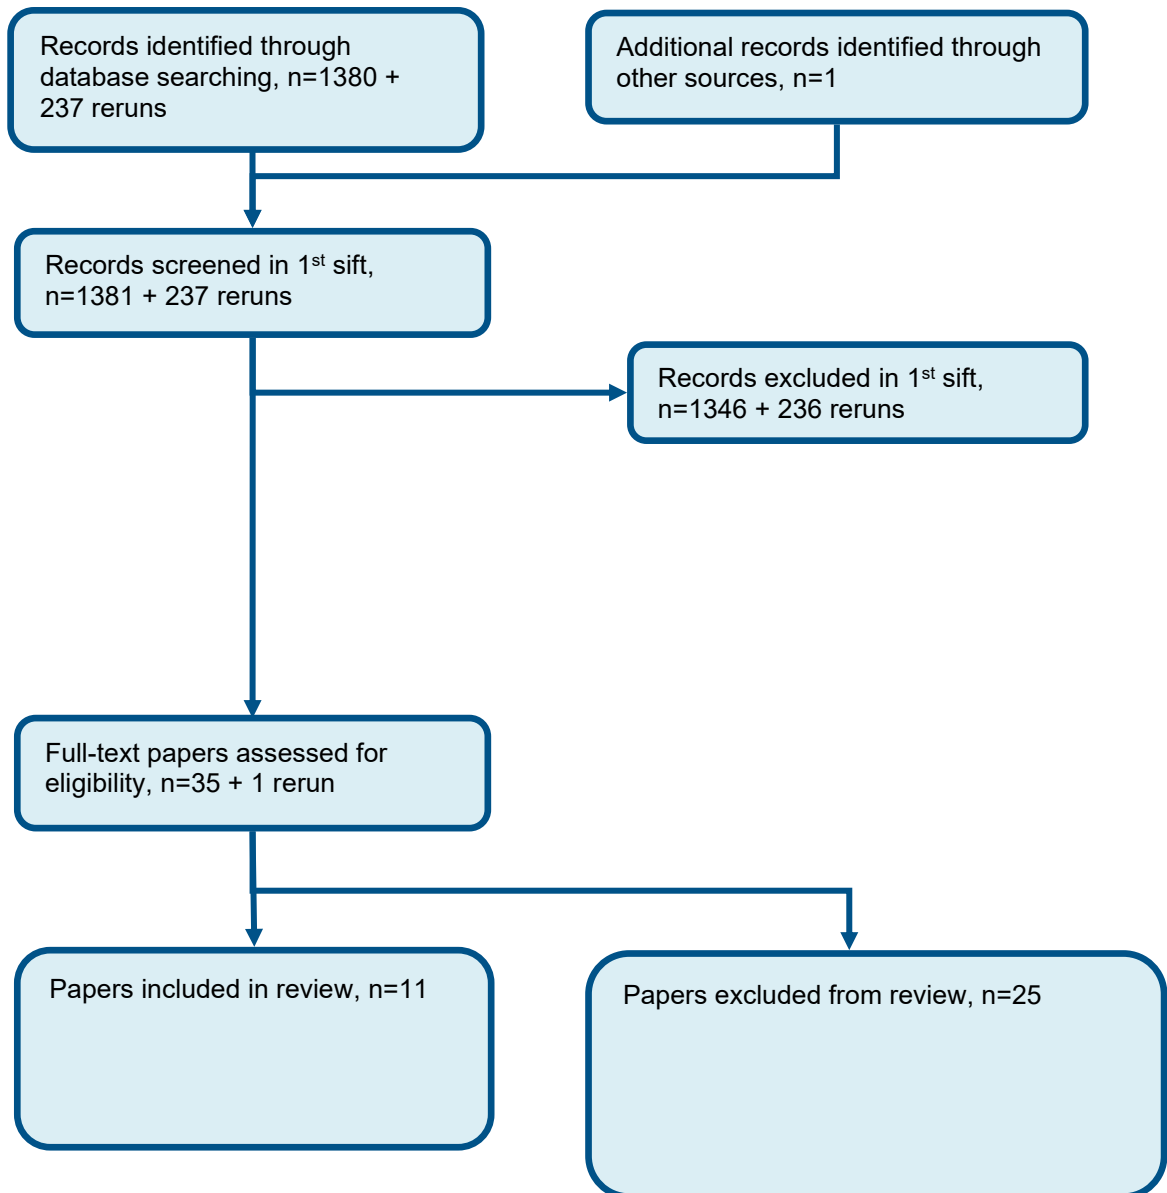 Records identified through
database searching, n=1380 +
237 reruns
Additional records identified through
other sources, n=1
Records screened in 1st sift,
n=1381 + 237 reruns
Records excluded in 1st sift,
n=1346 + 236 reruns
Full-text papers assessed for
eligibility, n=35 + 1 rerun
Papers included in review, n=11
Papers excluded from review, n=25